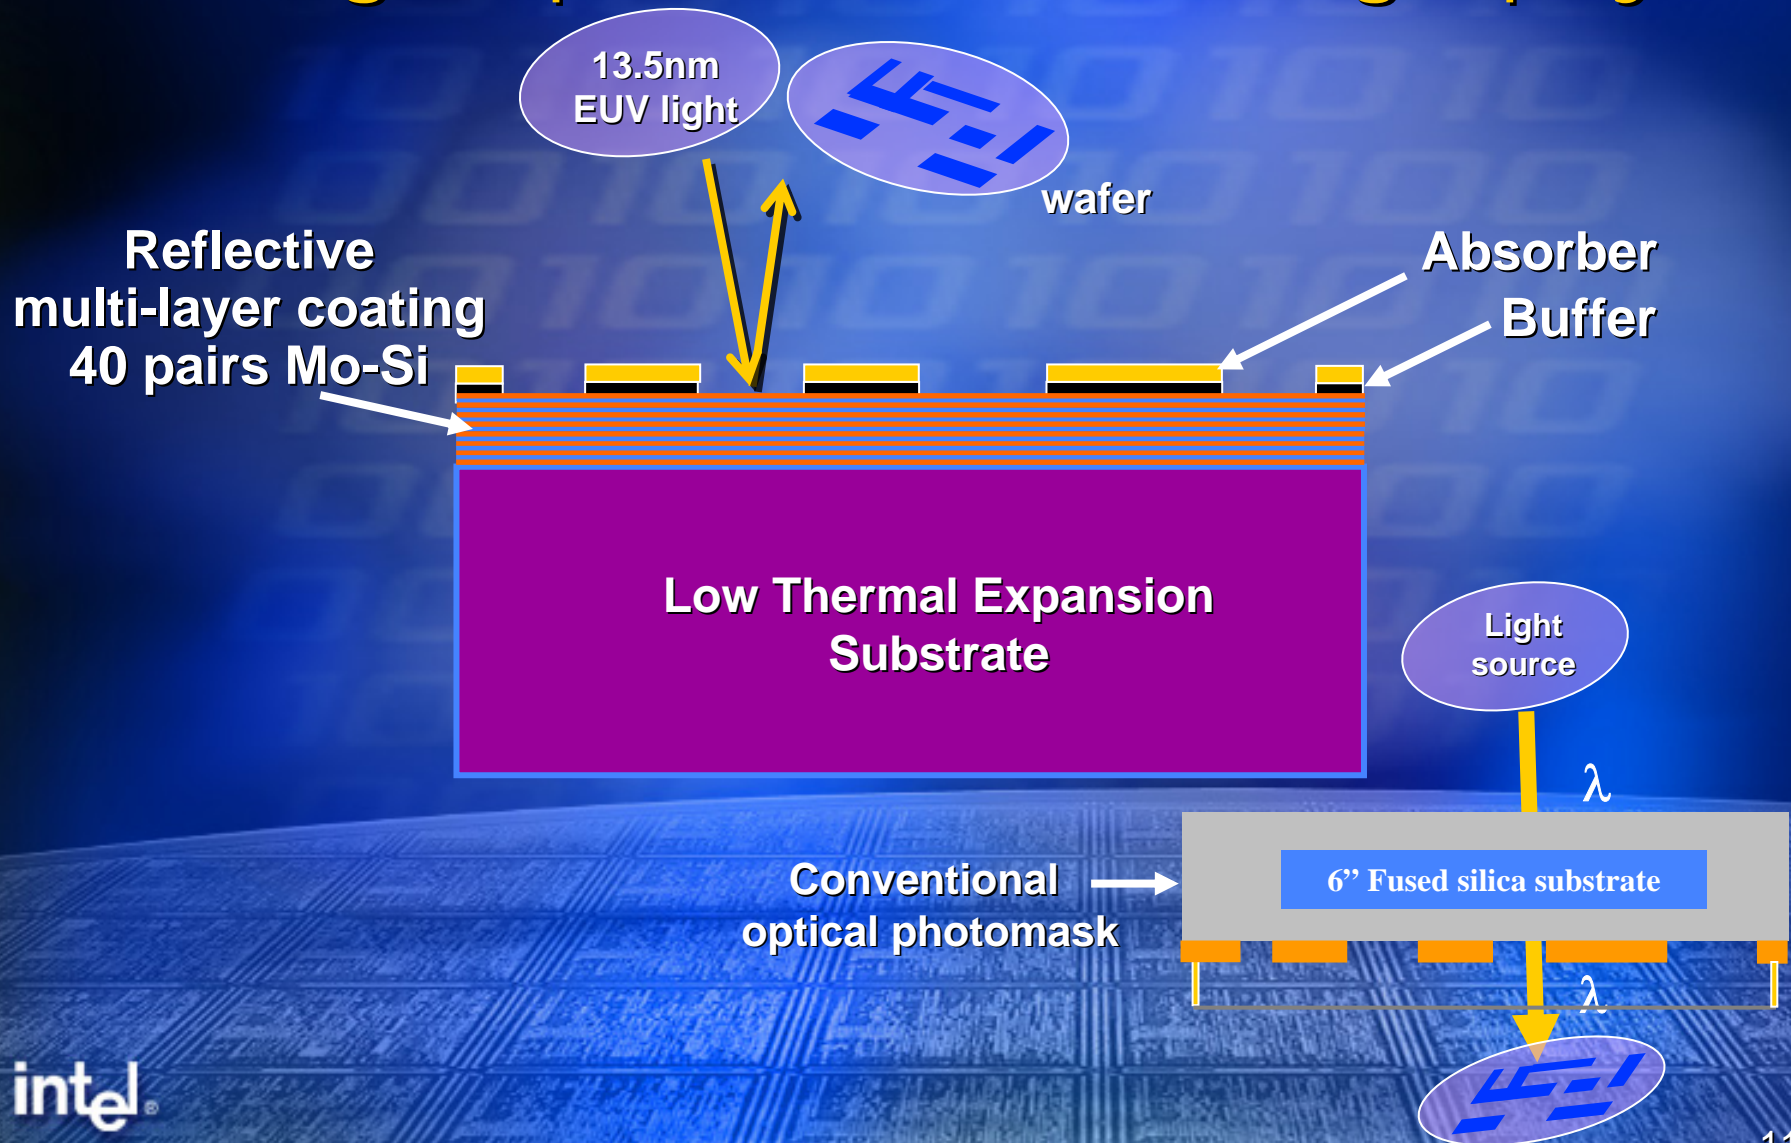 13.5nm
EUV light
wafer
Reflective
multi-layer coating
40 pairs Mo-Si
Absorber
Buffer
Low Thermal Expansion
Substrate
Light
source
λ
Conventional
optical photomask
6” Fused silica substrate
λ
intel®